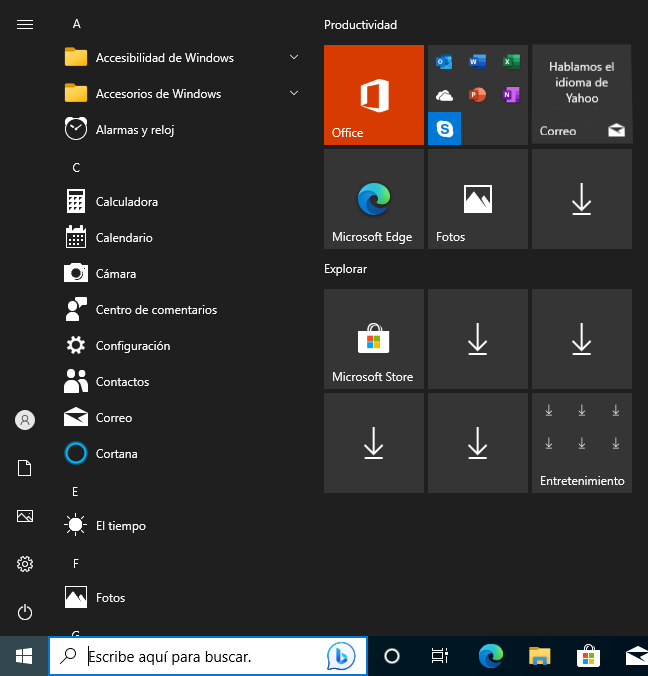 A
Accesibilidad de Windows
Accesorios de Windows
Alarmas y reloj
C
Calculadora
Calendario
Cámara
Centro de comentarios
Configuración
Contactos
Correo
Cortana
E
El tiempo
F
Fotos
G
Productividad
Office
Hablamos el
idioma de
Yahoo
Correo
Microsoft Edge
Fotos
Explorar
Microsoft Store
Entretenimiento
Escribe aquí para buscar.